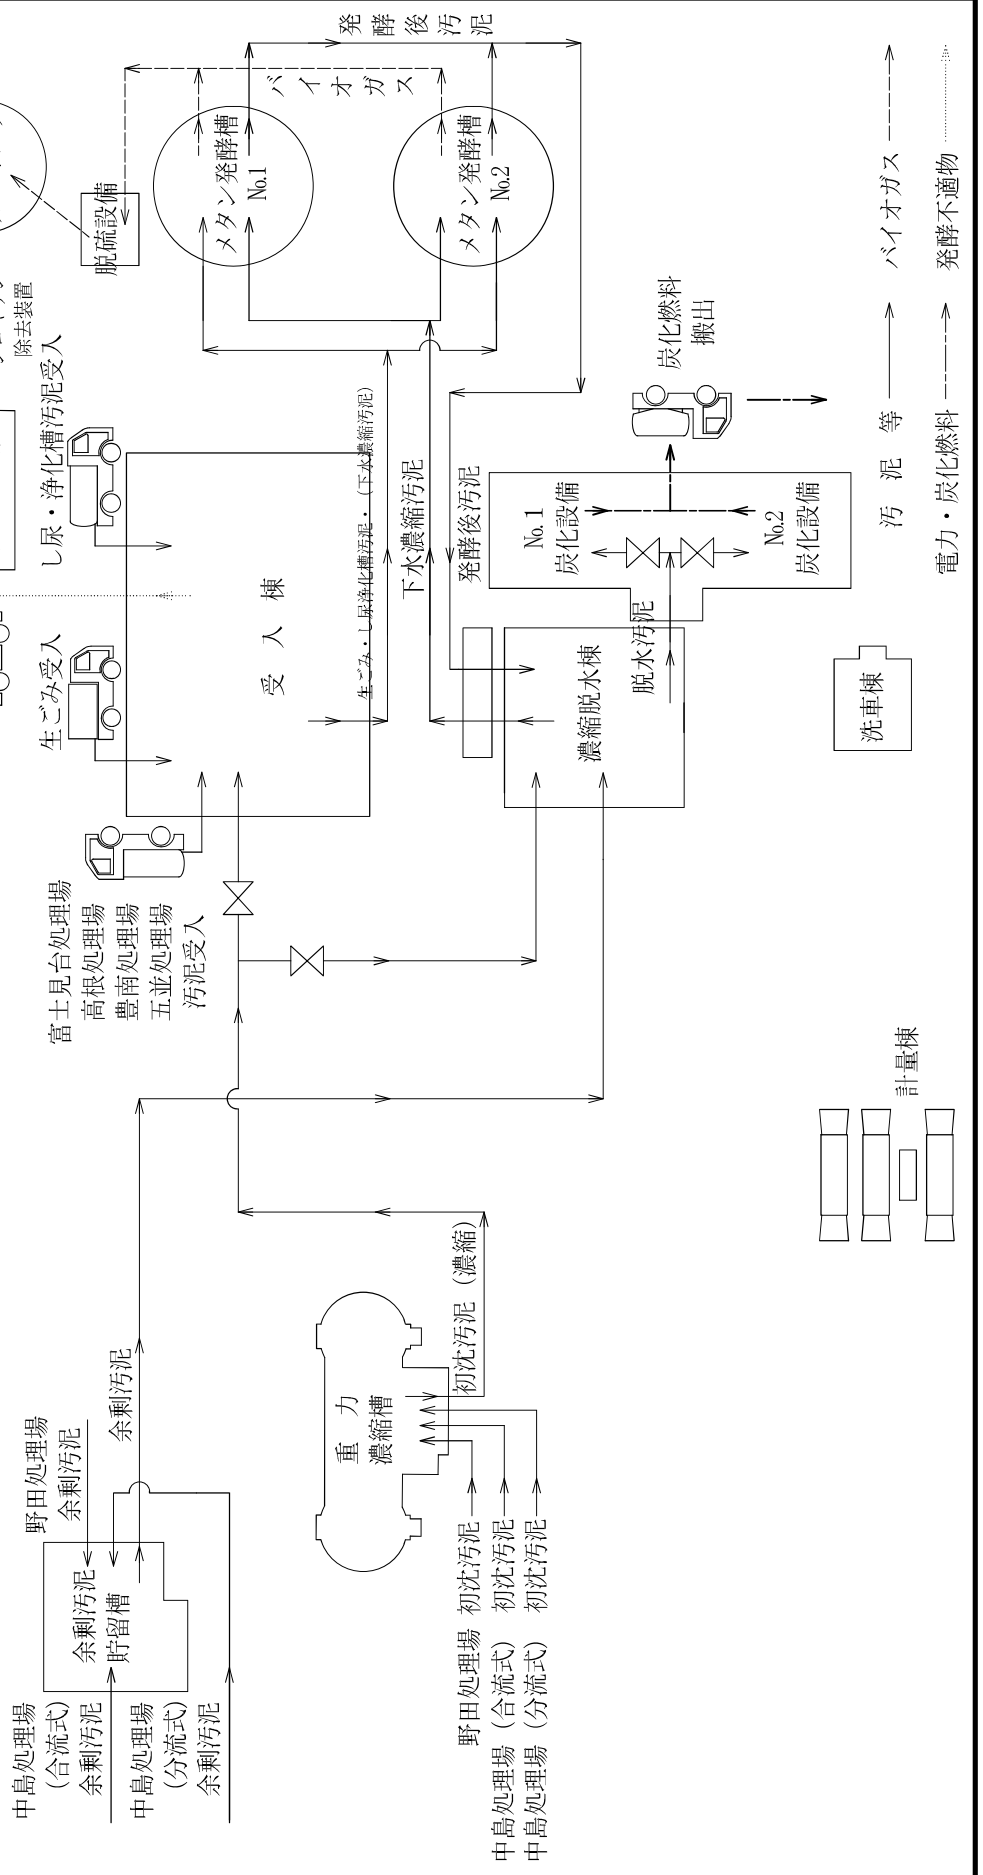 中島処理場
(合流式)
余剰汚泥
中島処理場
(分流式)
余剰汚泥
余剰汚泥
貯留槽
野田処理場
余剰汚泥
余剰汚泥
野田処理場 初沈汚泥
中島処理場 (合流式) 初沈汚泥
中島処理場 (分流式) 初沈汚泥
重 力
濃縮槽
初沈汚泥 (濃縮)
富士見台処理場
高根処理場
豊南処理場
五並処理場
汚泥受入
生ごみ受入
し尿・浄化槽汚泥受入
受 入 棟
生ごみ・し尿浄化槽汚泥・(下水濃縮汚泥)
下水濃縮汚泥
発酵後汚泥
濃縮脱水棟
脱水汚泥
No.1
炭化設備
No.2
炭化設備
炭化燃料
搬出
除去装置
脱硫設備
メタン発酵槽
No.1
メタン発酵槽
No.2
バイオガス
発酵後汚泥
計量棟
洗車棟
汚 泥 等
バイオガス
電力・炭化燃料
発酵不適物